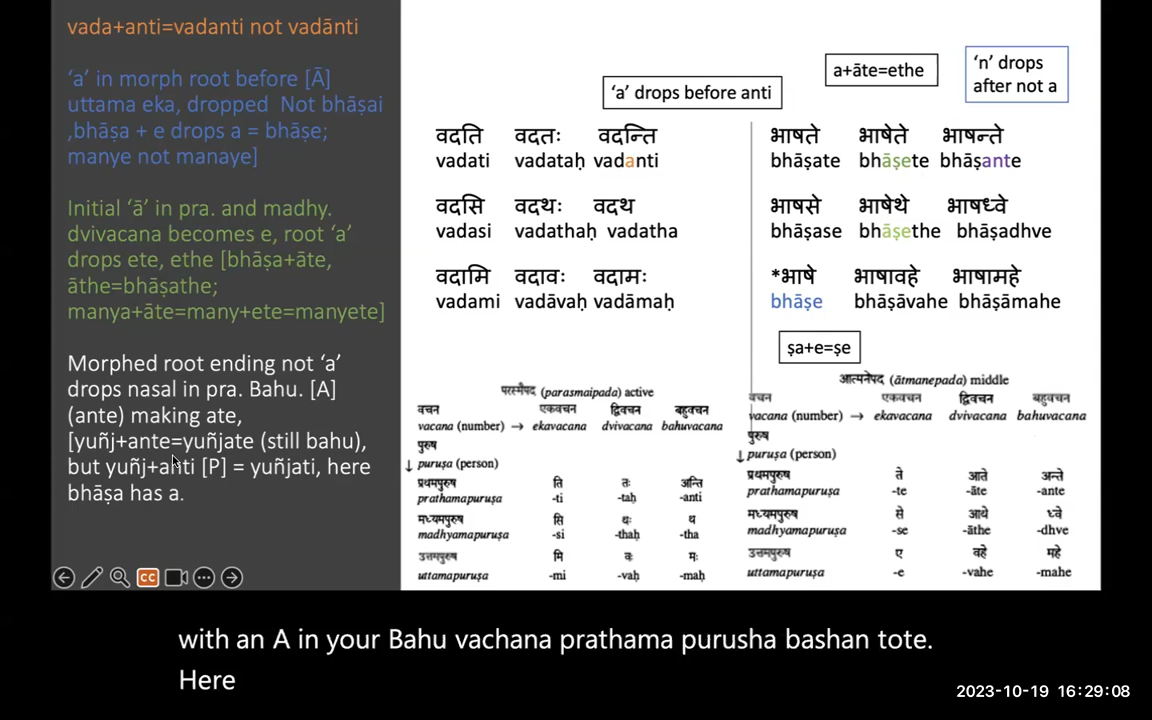 vada+anti=vadanti not vadānti
‘a’ in morph root before [Ā]
uttama eka, dropped  Not bhāṣai
,bhāṣa + e drops a = bhāṣe;
manye not manaye]
Initial ‘ā’ in pra. and madhy.
dvivacana becomes e, root ‘a’
drops ete, ethe [bhāṣa+āte,
āthe=bhāṣathe;
manya+āte=many+ete=manyete]
Morphed root ending not ‘a’
drops nasal in pra. Bahu. [A]
(ante) making ate,
[yuñj+ante=yuñjate (still bahu),
but yuñj+anti [P] = yuñjati, here
bhāṣa has a.
CC
‘a’ drops before anti
a+āte=ethe
‘n’ drops
after not a
वदति वदतः वदन्ति
vadati vadataḥ vadanti
वदसि वदथः वदथ
vadasi vadathaḥ vadatha
वदामि वदावः वदामः
vadami vadāvaḥ vadāmaḥ
भाषते भाषेते भाषन्ते
bhāṣate bhāṣete bhāṣante
भाषसे भाषेथे भाषध्वे
bhāṣase bhāṣethe bhāṣadhve
*भाषे भाषावहे भाषामहे
bhāṣe bhāṣāvahe bhāṣāmahe
ṣa+e=ṣe
परस्मैपद (parasmaipada) active
वचन एकवचन द्विवचन बहुवचन
vacana (number) → ekavacana dvivacana bahuvacana
पुरुष
↓ puruṣa (person)
प्रथमपुरुष ति तः अन्ति
prathamapuruṣa -ti -taḥ -anti
मध्यमपुरुष सि थः थ
madhyamapuruṣa -si -thaḥ -tha
उत्तमपुरुष मि वः मः
uttamapuruṣa -mi -vaḥ -maḥ
आत्मनेपद (ātmanepada) middle
वचन एकवचन द्विवचन बहुवचन
vacana (number) → ekavacana dvivacana bahuvacana
पुरुष
↓ puruṣa (person)
प्रथमपुरुष ते आते अन्ते
prathamapuruṣa -te -āte -ante
मध्यमपुरुष से आथे ध्वे
madhyamapuruṣa -se -āthe -dhve
उत्तमपुरुष ए वहे महे
uttamapuruṣa -e -vahe -mahe
with an A in your Bahu vachana prathama purusha bashan tote.
Here
2023-10-19 16:29:08